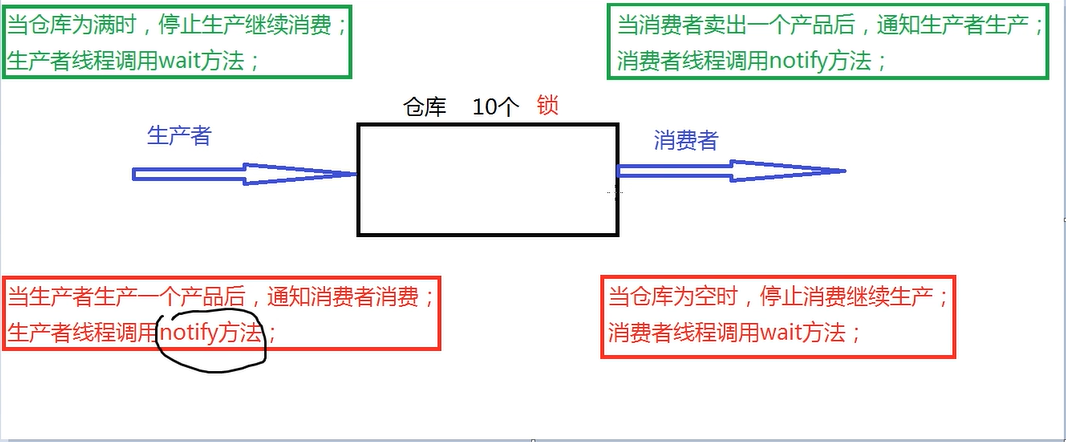 当仓库为满时，停止生产继续消费；
生产者线程调用wait方法；
当消费者卖出一个产品后，通知生产者生产；
消费者线程调用notify方法；
仓库 10个 锁
生产者
消费者
当生产者生产一个产品后，通知消费者消费；
生产者线程调用notify方法；
当仓库为空时，停止消费继续生产；
消费者线程调用wait方法；